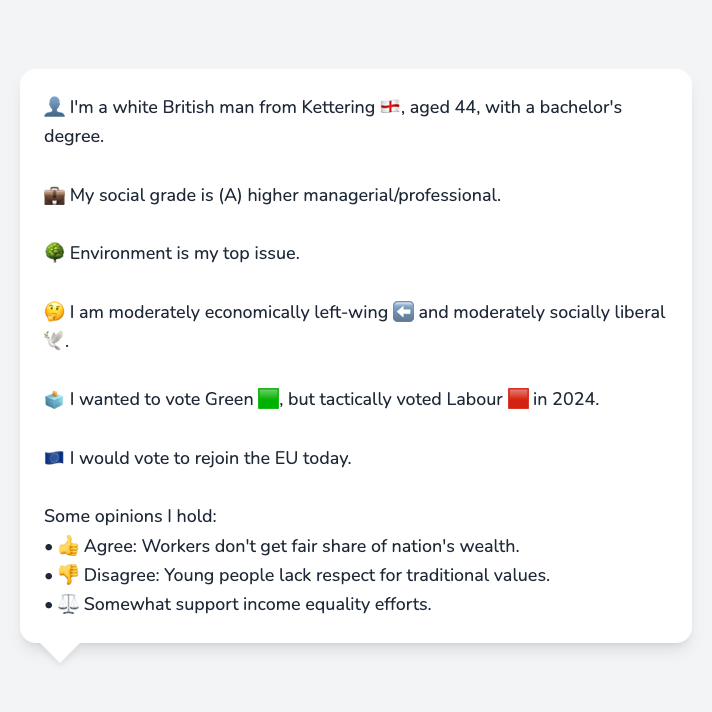 👤 I'm a white British man from Kettering 🏴󠁧󠁢󠁥󠁮󠁧󠁿, aged 44, with a bachelor's
degree.
💼 My social grade is (A) higher managerial/professional.
🌳 Environment is my top issue.
🤔 I am moderately economically left-wing ⬅️ and moderately socially liberal
🕊️.
🗳️ I wanted to vote Green 🟩, but tactically voted Labour 🟥 in 2024.
🇪🇺 I would vote to rejoin the EU today.
Some opinions I hold:
• 👍 Agree: Workers don't get fair share of nation's wealth.
• 👎 Disagree: Young people lack respect for traditional values.
• ⚖️ Somewhat support income equality efforts.